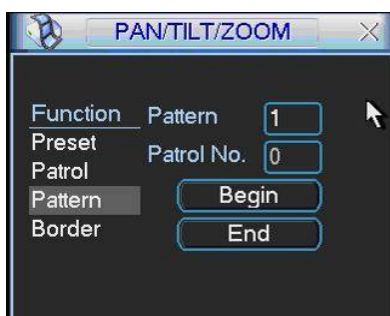 PAN/TILT/ZOOM
Function
Preset
Patrol
Pattern
Border
Pattern 1
Patrol No. 0
Begin
End